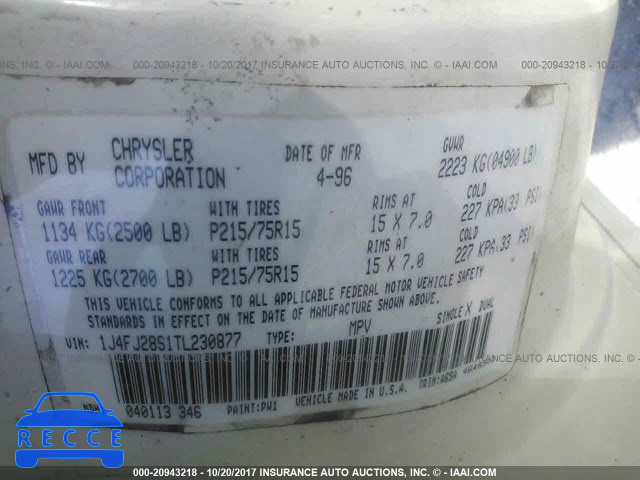 000-20943218 - 10/20/2017 INSURANCE AUTO AUCTIONS, INC. - © IAAI.COM
MFD BY CHRYSLER CORPORATION DATE OF MFR 4-96 GVWR 2223 KG(04900 LB)
GAWR FRONT WITH TIRES RIMS AT COLD
1134 KG(2500 LB) P215/75R15 15 X 7.0 227 KPA(33 PSI)
GAWR REAR WITH TIRES RIMS AT COLD
1225 KG(2700 LB) P215/75R15 15 X 7.0 227 KPA(33 PSI)
THIS VEHICLE CONFORMS TO ALL APPLICABLE FEDERAL MOTOR VEHICLE SAFETY
STANDARDS IN EFFECT ON THE DATE OF MANUFACTURE SHOWN ABOVE.
VIN: 1J4FJ28S1TL230877 TYPE: MPV SINGLE X DUAL
MDH 040113 346 PAINT:PW1 VEHICLE MADE IN U.S.A. TRIM:
RECCE
000-20943218 - 10/20/2017 INSURANCE AUTO AUCTIONS, INC. - © IAAI.COM